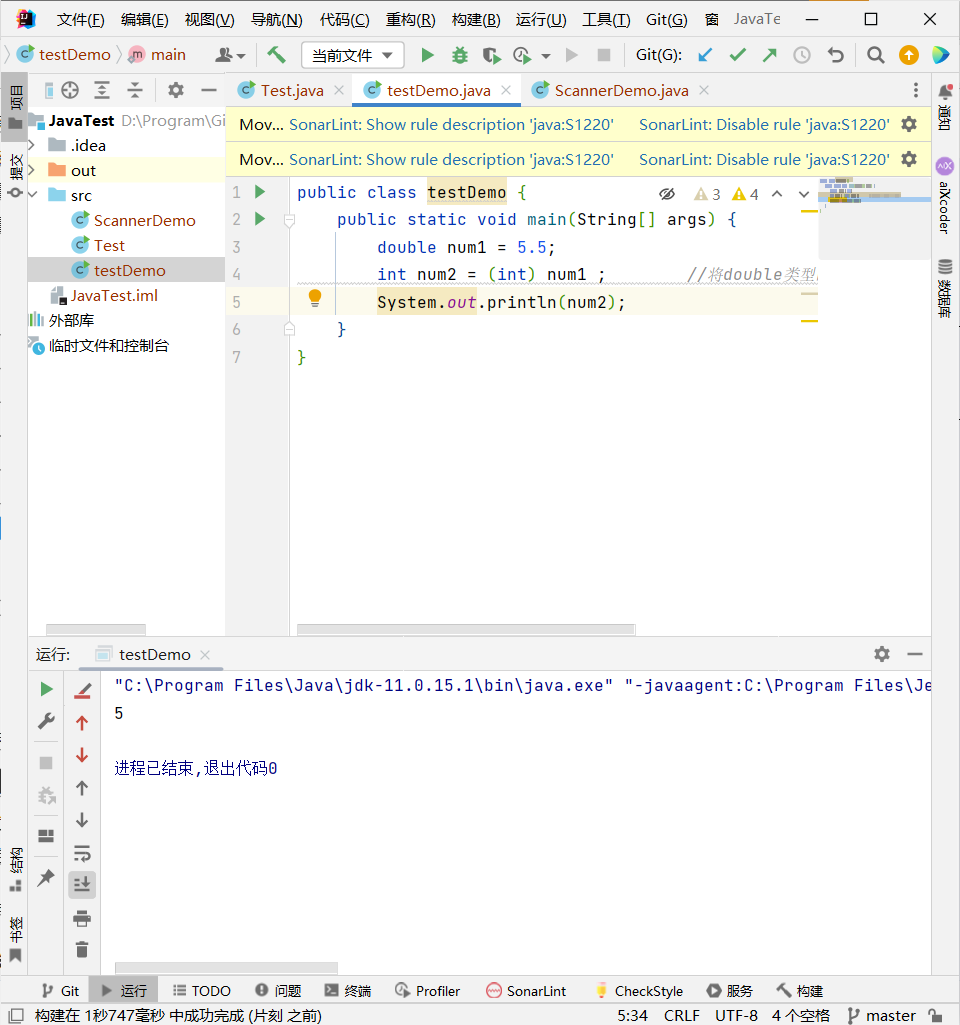 文件(F) 编辑(E) 视图(V) 导航(N) 代码(C) 重构(R) 构建(B) 运行(U) 工具(T) Git(G) 窗 JavaTe
testDemo main 当前文件 Git(G):
项目
提交
结构
书签
Test.java testDemo.java ScannerDemo.java
JavaTest D:\Program\Gi
.idea
out
src
ScannerDemo
Test
testDemo
JavaTest.iml
外部库
临时文件和控制台
Mov... SonarLint: Show rule description 'java:S1220' SonarLint: Disable rule 'java:S1220'
Mov... SonarLint: Show rule description 'java:S1220' SonarLint: Disable rule 'java:S1220'
3 4
1 public class testDemo {
2 public static void main(String[] args) {
3 double num1 = 5.5;
4 int num2 = (int) num1 ; //将double类型
5 System.out.println(num2);
6 }
7 }
通知
aiXcoder
数据库
运行: testDemo
"C:\Program Files\Java\jdk-11.0.15.1\bin\java.exe" "-javaagent:C:\Program Files\Je
5
进程已结束,退出代码0
Git 运行 TODO 问题 终端 Profiler SonarLint CheckStyle 服务 构建
构建在 1秒747毫秒 中成功完成 (片刻 之前) 5:34 CRLF UTF-8 4 个空格 master